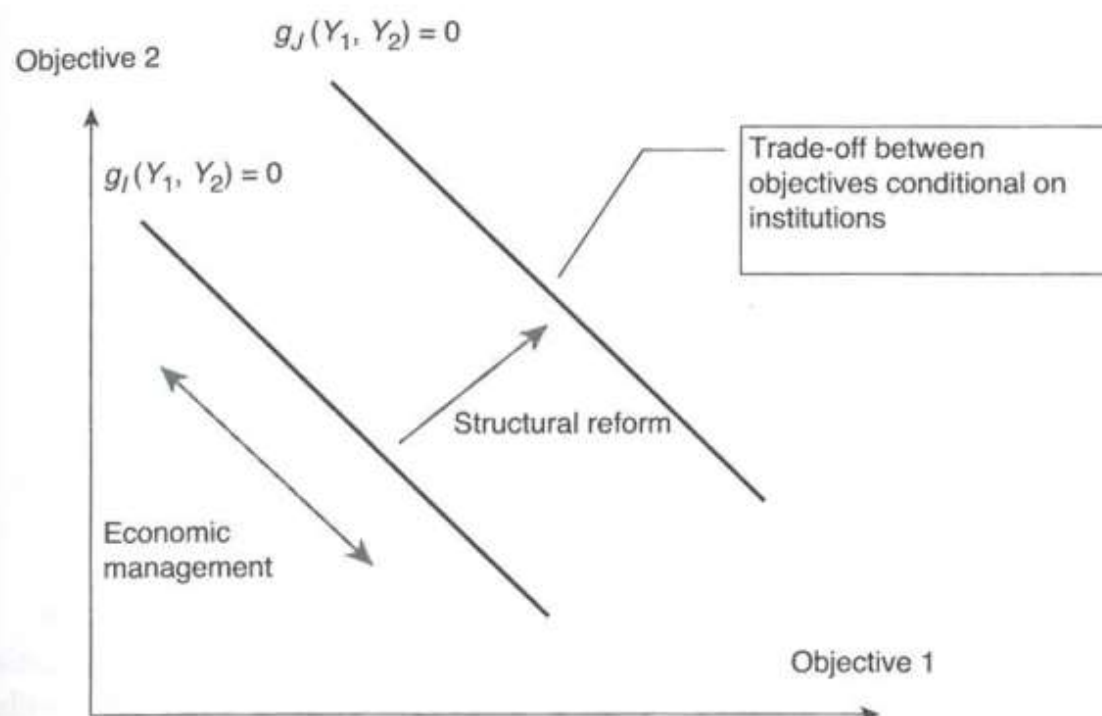 g_J(Y_1, Y_2) = 0
Objective 2
g_I(Y_1, Y_2) = 0
Trade-off between
objectives conditional on
institutions
Structural reform
Economic
management
Objective 1